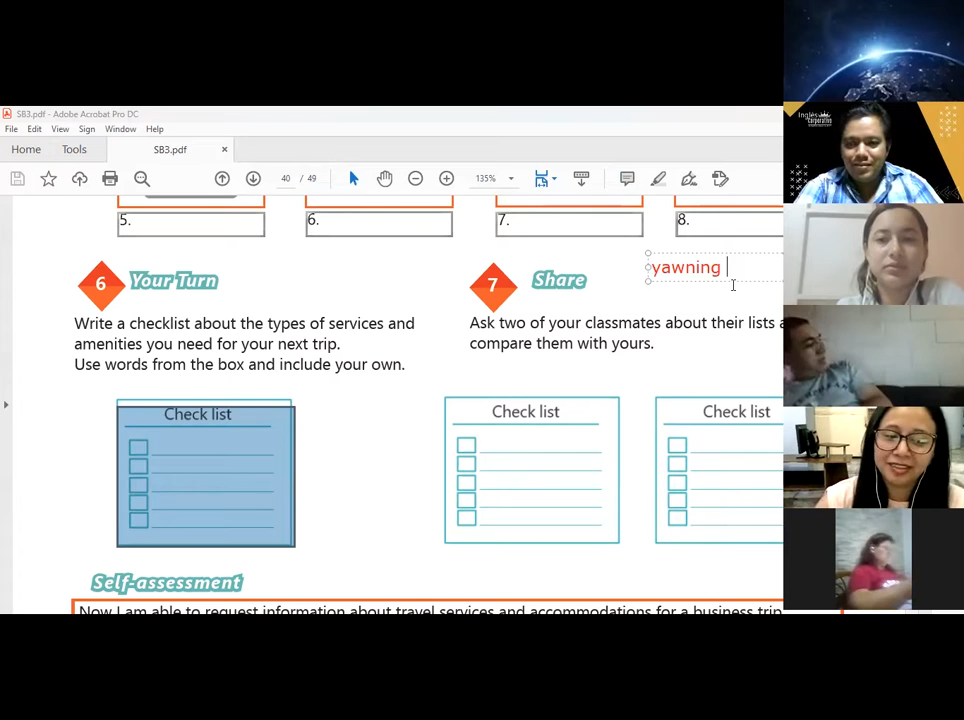 SB3.pdf - Adobe Acrobat Pro DC
File Edit View Sign Window Help
Home Tools SB3.pdf ×
40 / 49 135%
5. 6. 7. 8.
6 Your Turn
7 Share
yawning
Write a checklist about the types of services and
amenities you need for your next trip.
Use words from the box and include your own.
Ask two of your classmates about their lists a
compare them with yours.
Check list
Check list
Check list
Self-assessment
Now I am able to request information about travel services and accommodations for a business trip
Inglés
corporativo